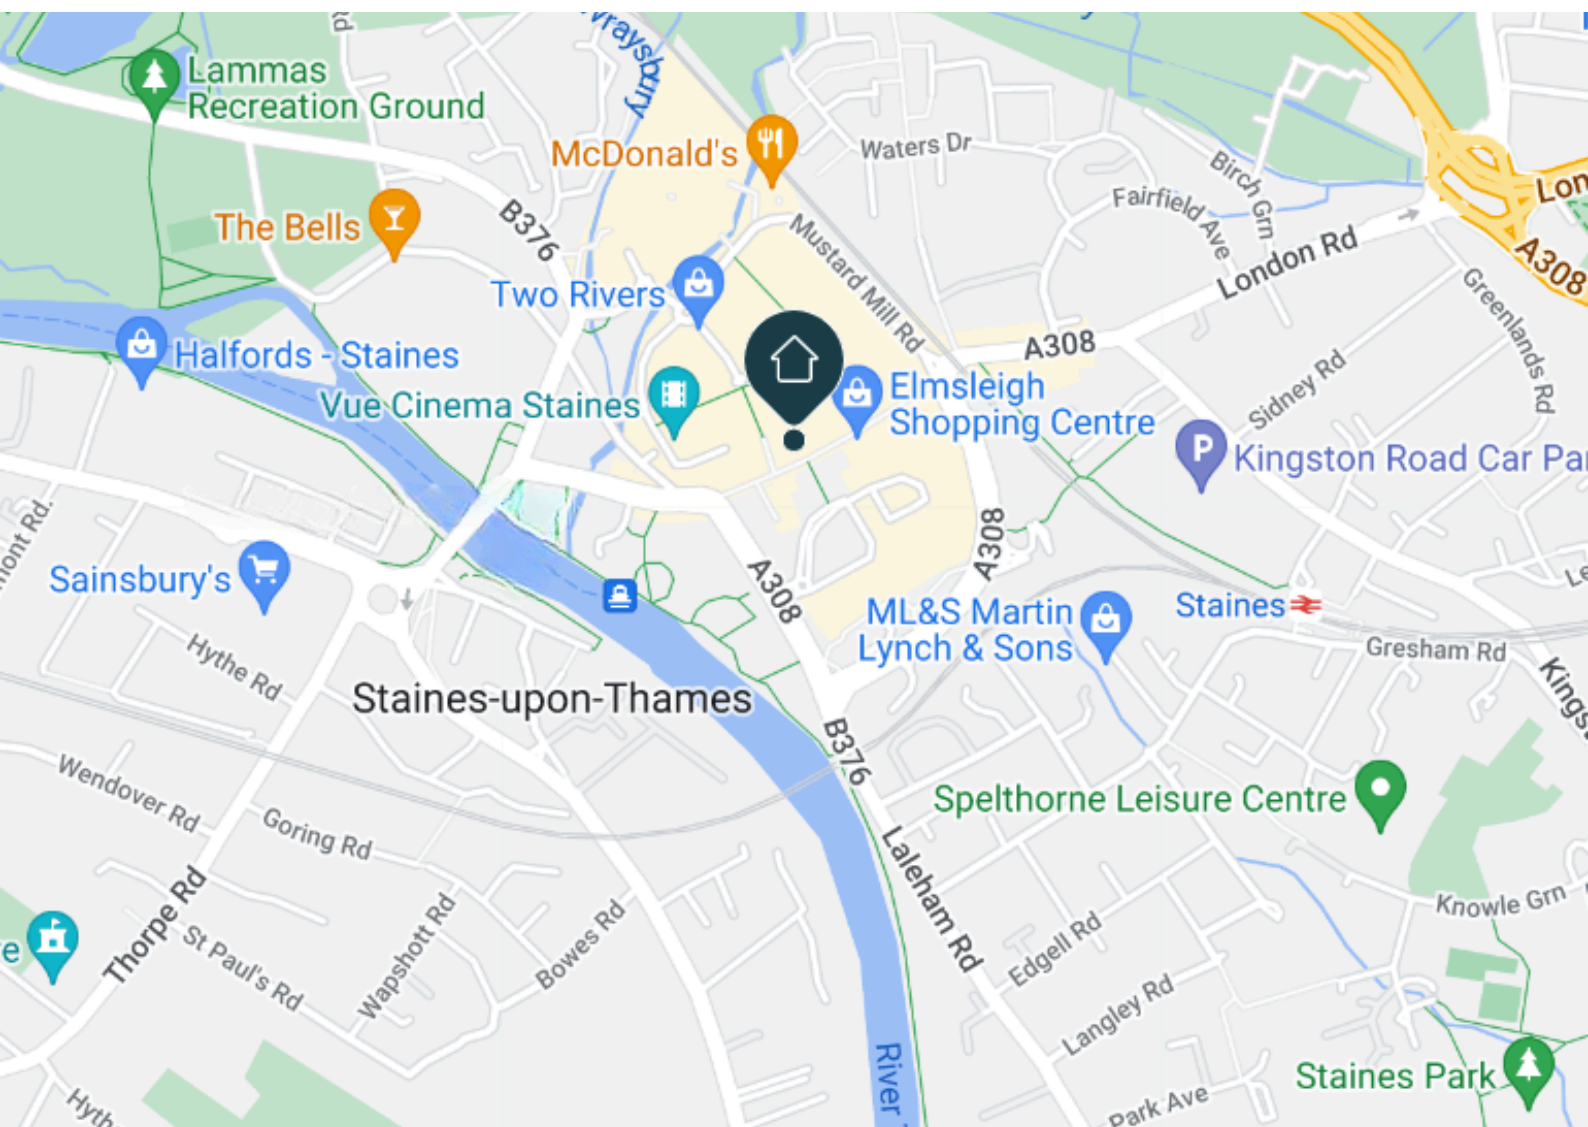 Lammas
Recreation Ground
Wraysbury
McDonald's
Waters Dr
Birch Grn
Fairfield Ave
London Rd
A308
The Bells
B376
Mustard Mill Rd
Greenlands Rd
Two Rivers
A308
Halfords - Staines
Elmsleigh
Shopping Centre
Sidney Rd
Vue Cinema Staines
P
Kingston Road Car Par
mont Rd.
A308
Sainsbury's
A308
ML&S Martin
Lynch & Sons
Staines
Hythe Rd
Gresham Rd
Staines-upon-Thames
B376
Wendover Rd
Spelthorne Leisure Centre
Goring Rd
Laleham Rd
Thorpe Rd
Knowle Grn
St Paul's Rd
Wapshott Rd
Bowes Rd
Edgell Rd
Langley Rd
River
Staines Park
Park Ave